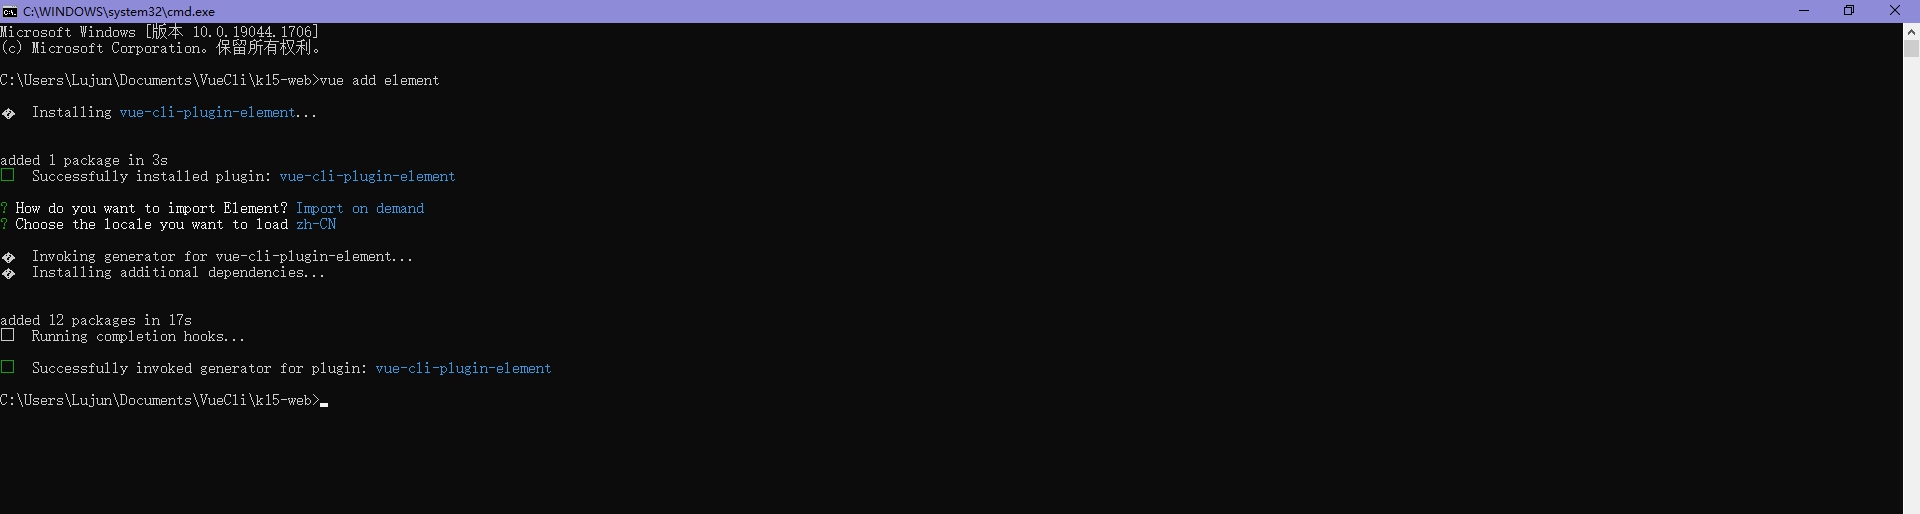 C:\WINDOWS\system32\cmd.exe
Microsoft Windows [版本 10.0.19044.1706]
(c) Microsoft Corporation。保留所有权利。
C:\Users\Lujun\Documents\VueCli\k15-web>vue add element
�  Installing vue-cli-plugin-element...
added 1 package in 3s
Successfully installed plugin: vue-cli-plugin-element
? How do you want to import Element? Import on demand
? Choose the locale you want to load zh-CN
�  Invoking generator for vue-cli-plugin-element...
�  Installing additional dependencies...
added 12 packages in 17s
Running completion hooks...
Successfully invoked generator for plugin: vue-cli-plugin-element
C:\Users\Lujun\Documents\VueCli\k15-web>